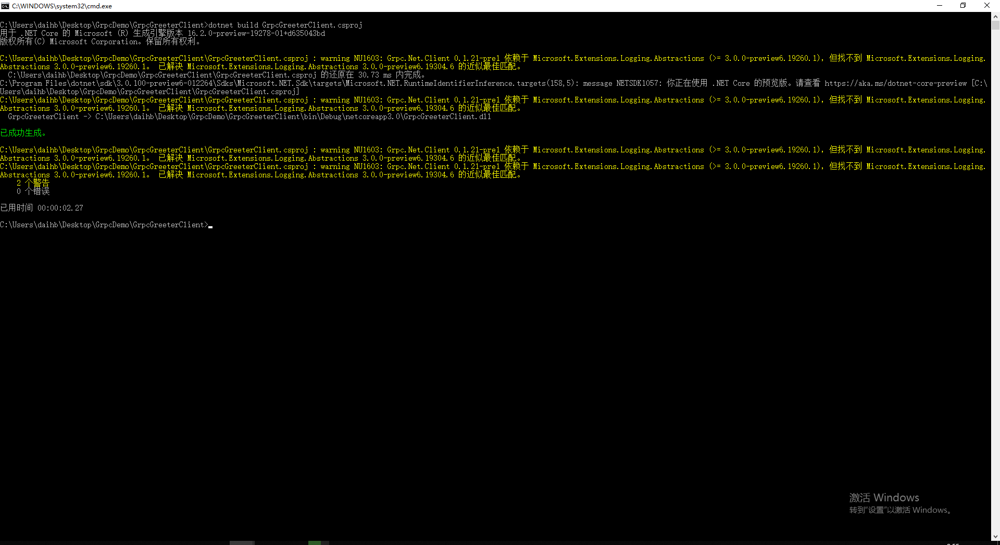 C:\WINDOWS\system32\cmd.exe
C:\Users\daihb\Desktop\GrpcDemo\GrpcGreeterClient>dotnet build GrpcGreeterClient.csproj
用于 .NET Core 的 Microsoft (R) 生成引擎版本 16.2.0-preview-19278-01+d635043bd
版权所有(C) Microsoft Corporation。保留所有权利。
C:\Users\daihb\Desktop\GrpcDemo\GrpcGreeterClient\GrpcGreeterClient.csproj : warning NU1603: Grpc.Net.Client 0.1.21-pre1 依赖于 Microsoft.Extensions.Logging.Abstractions (>= 3.0.0-preview6.19260.1)，但找不到 Microsoft.Extensions.Logging.
Abstractions 3.0.0-preview6.19260.1。 已解决 Microsoft.Extensions.Logging.Abstractions 3.0.0-preview6.19304.6 的近似最佳匹配。
C:\Users\daihb\Desktop\GrpcDemo\GrpcGreeterClient\GrpcGreeterClient.csproj 的还原在 30.73 ms 内完成。
C:\Program Files\dotnet\sdk\3.0.100-preview6-012264\Sdks\Microsoft.NET.Sdk\targets\Microsoft.NET.RuntimeIdentifierInference.targets(158,5): message NETSDK1057: 你正在使用 .NET Core 的预览版。请查看 https://aka.ms/dotnet-core-preview [C:\
Users\daihb\Desktop\GrpcDemo\GrpcGreeterClient\GrpcGreeterClient.csproj]
C:\Users\daihb\Desktop\GrpcDemo\GrpcGreeterClient\GrpcGreeterClient.csproj : warning NU1603: Grpc.Net.Client 0.1.21-pre1 依赖于 Microsoft.Extensions.Logging.Abstractions (>= 3.0.0-preview6.19260.1)，但找不到 Microsoft.Extensions.Logging.
Abstractions 3.0.0-preview6.19260.1。 已解决 Microsoft.Extensions.Logging.Abstractions 3.0.0-preview6.19304.6 的近似最佳匹配。
GrpcGreeterClient -> C:\Users\daihb\Desktop\GrpcDemo\GrpcGreeterClient\bin\Debug\netcoreapp3.0\GrpcGreeterClient.dll
已成功生成。
C:\Users\daihb\Desktop\GrpcDemo\GrpcGreeterClient\GrpcGreeterClient.csproj : warning NU1603: Grpc.Net.Client 0.1.21-pre1 依赖于 Microsoft.Extensions.Logging.Abstractions (>= 3.0.0-preview6.19260.1)，但找不到 Microsoft.Extensions.Logging.
Abstractions 3.0.0-preview6.19260.1。 已解决 Microsoft.Extensions.Logging.Abstractions 3.0.0-preview6.19304.6 的近似最佳匹配。
C:\Users\daihb\Desktop\GrpcDemo\GrpcGreeterClient\GrpcGreeterClient.csproj : warning NU1603: Grpc.Net.Client 0.1.21-pre1 依赖于 Microsoft.Extensions.Logging.Abstractions (>= 3.0.0-preview6.19260.1)，但找不到 Microsoft.Extensions.Logging.
Abstractions 3.0.0-preview6.19260.1。 已解决 Microsoft.Extensions.Logging.Abstractions 3.0.0-preview6.19304.6 的近似最佳匹配。
2 个警告
0 个错误
已用时间 00:00:02.27
C:\Users\daihb\Desktop\GrpcDemo\GrpcGreeterClient>
激活 Windows
转到“设置”以激活 Windows。